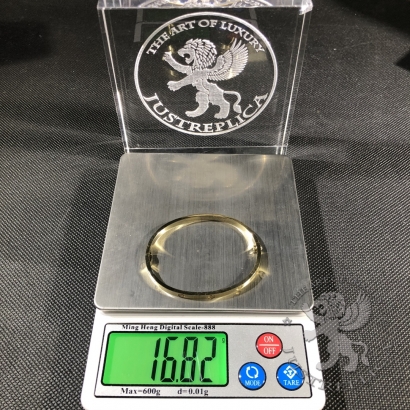 THE ART OF LUXURY
JUSTREPLICA
Ming Heng Digital Scale-888
16.82
ON
/OFF
MODE
TARE
Max=600g
d=0.01g